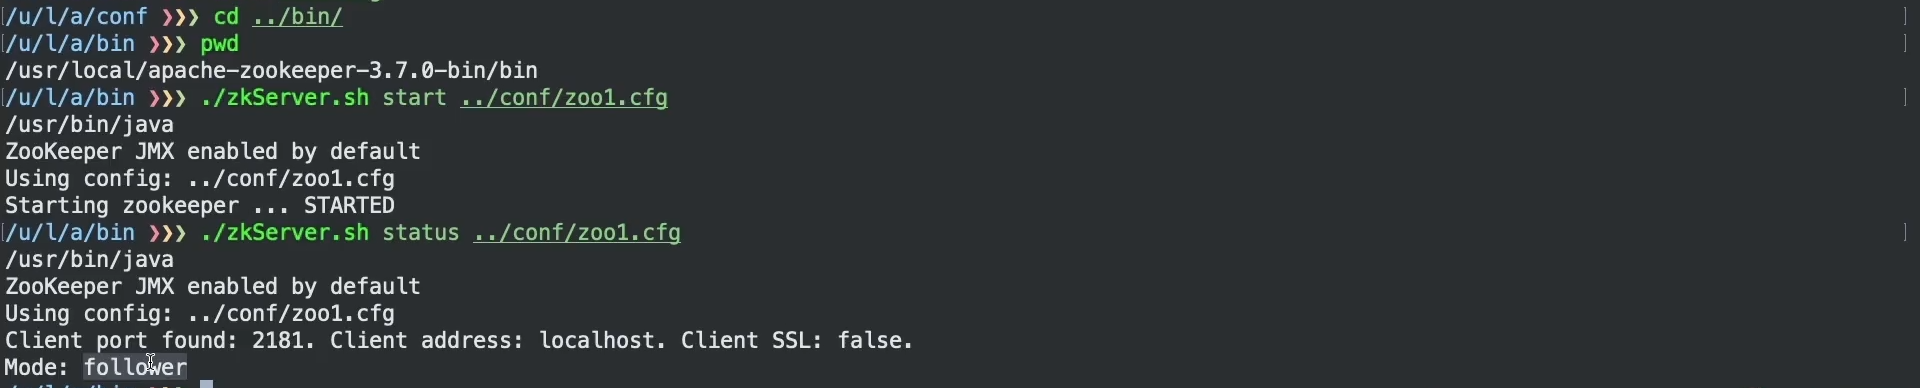 /u/l/a/conf ❯❯❯ cd ../bin/
/u/l/a/bin ❯❯❯ pwd
/usr/local/apache-zookeeper-3.7.0-bin/bin
/u/l/a/bin ❯❯❯ ./zkServer.sh start ../conf/zoo1.cfg
/usr/bin/java
ZooKeeper JMX enabled by default
Using config: ../conf/zoo1.cfg
Starting zookeeper ... STARTED
/u/l/a/bin ❯❯❯ ./zkServer.sh status ../conf/zoo1.cfg
/usr/bin/java
ZooKeeper JMX enabled by default
Using config: ../conf/zoo1.cfg
Client port found: 2181. Client address: localhost. Client SSL: false.
Mode: follower